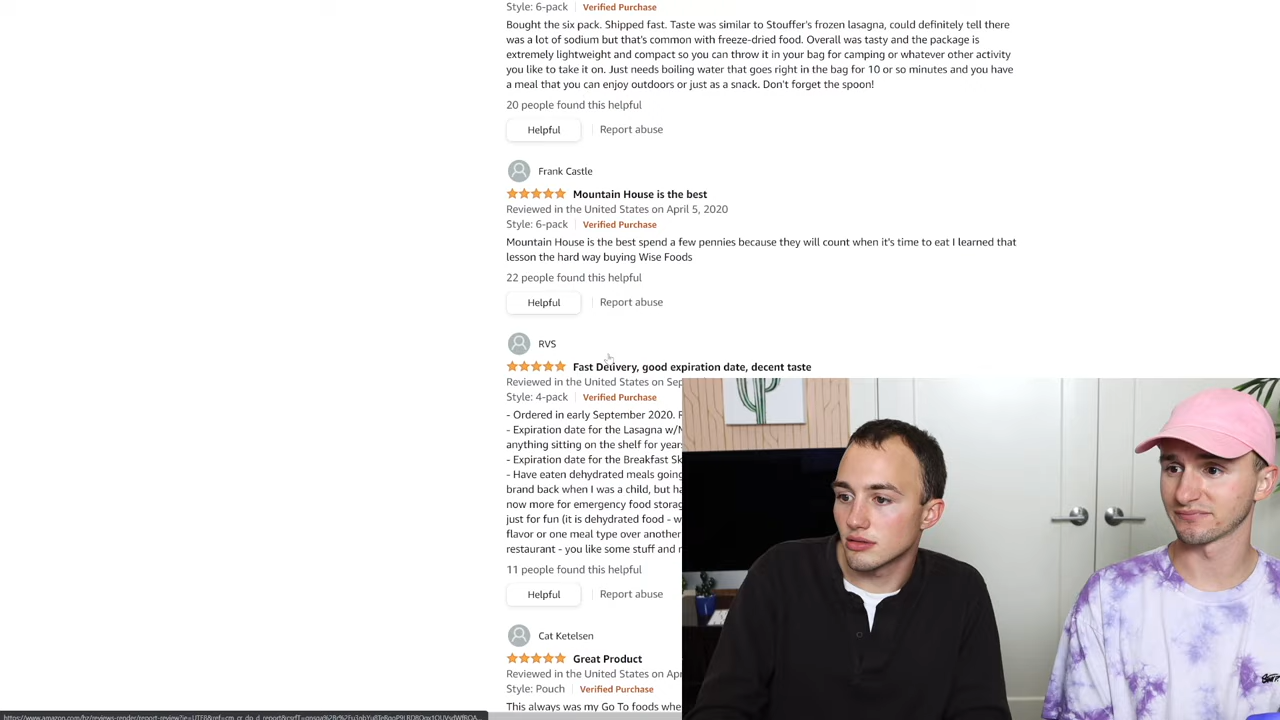 Style: 6-pack Verified Purchase
Bought the six pack. Shipped fast. Taste was similar to Stouffer's frozen lasagna, could definitely tell there
was a lot of sodium but that's common with freeze-dried food. Overall was tasty and the package is
extremely lightweight and compact so you can throw it in your bag for camping or whatever other activity
you like to take it on. Just needs boiling water that goes right in the bag for 10 or so minutes and you have
a meal that you can enjoy outdoors or just as a snack. Don't forget the spoon!
20 people found this helpful
Helpful Report abuse
Frank Castle
Mountain House is the best
Reviewed in the United States on April 5, 2020
Style: 6-pack Verified Purchase
Mountain House is the best spend a few pennies because they will count when it's time to eat I learned that
lesson the hard way buying Wise Foods
22 people found this helpful
Helpful Report abuse
RVS
Fast Delivery, good expiration date, decent taste
Reviewed in the United States on Sep
Style: 4-pack Verified Purchase
- Ordered in early September 2020.
- Expiration date for the Lasagna
anything sitting on the shelf for years
- Expiration date for the Breakfast Sk
- Have eaten dehydrated meals going
brand back when I was a child, but ha
now more for emergency food storag
just for fun (it is dehydrated food - w
flavor or one meal type over another
restaurant - you like some stuff and
11 people found this helpful
Helpful Report abuse
Cat Ketelsen
Great Product
Reviewed in the United States on Ap
Style: Pouch Verified Purchase
This always was my Go To foods whe